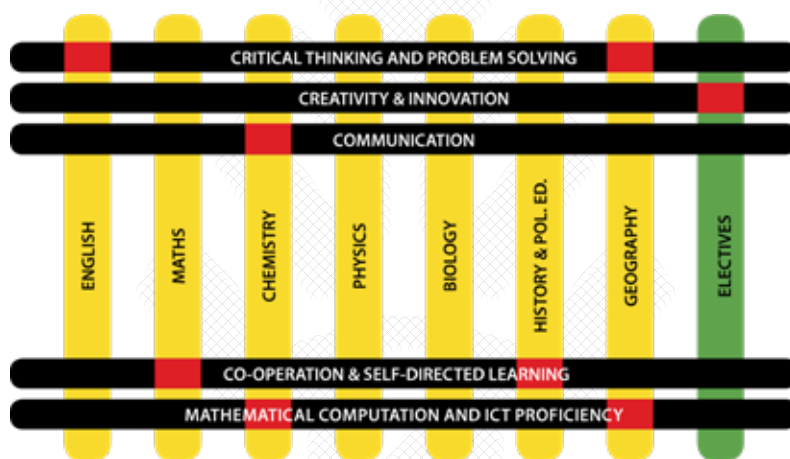 CRITICAL THINKING AND PROBLEM SOLVING
CREATIVITY & INNOVATION
COMMUNICATION
ENGLISH
MATHS
CHEMISTRY
PHYSICS
BIOLOGY
HISTORY & POL. ED.
GEOGRAPHY
ELECTIVES
CO-OPERATION & SELF-DIRECTED LEARNING
MATHEMATICAL COMPUTATION AND ICT PROFICIENCY